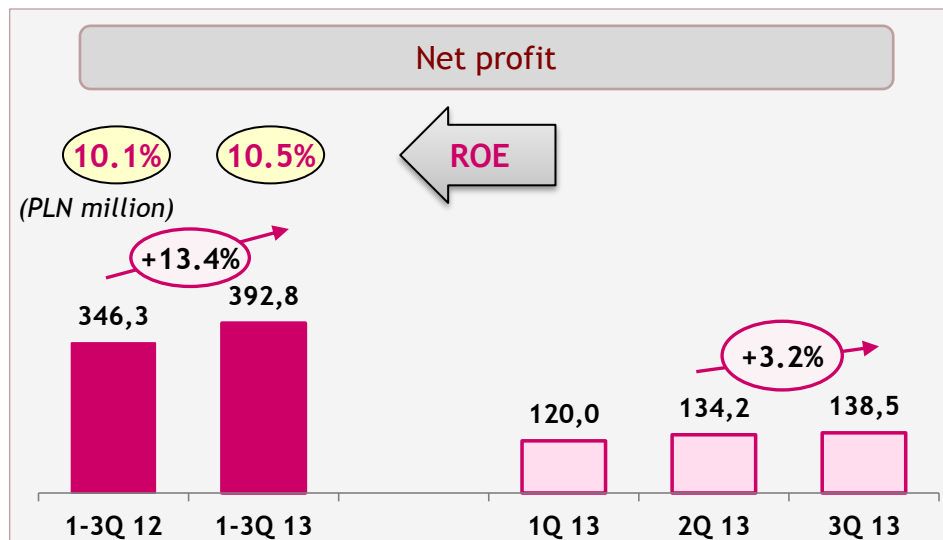 Net profit
10.1%
10.5%
ROE
(PLN million)
+13.4%
346,3
392,8
+3.2%
120,0
134,2
138,5
1-3Q 12
1-3Q 13
1Q 13
2Q 13
3Q 13